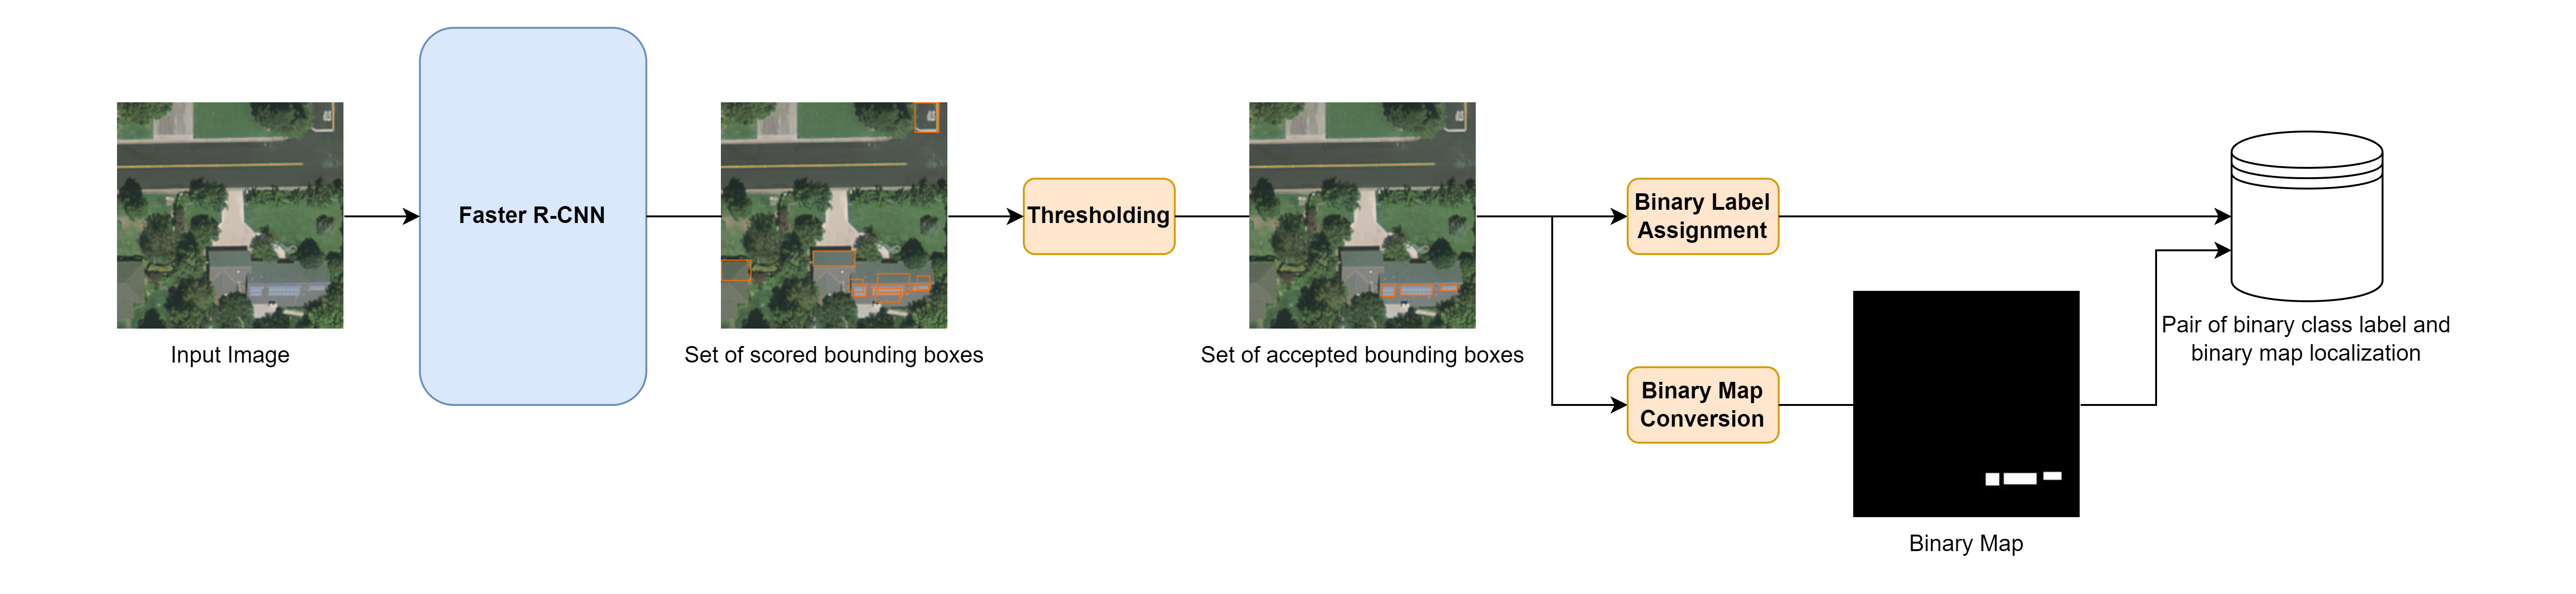 Input Image
Faster R-CNN
Set of scored bounding boxes
Thresholding
Set of accepted bounding boxes
Binary Label
Assignment
Binary Map
Conversion
Binary Map
Pair of binary class label and
binary map localization